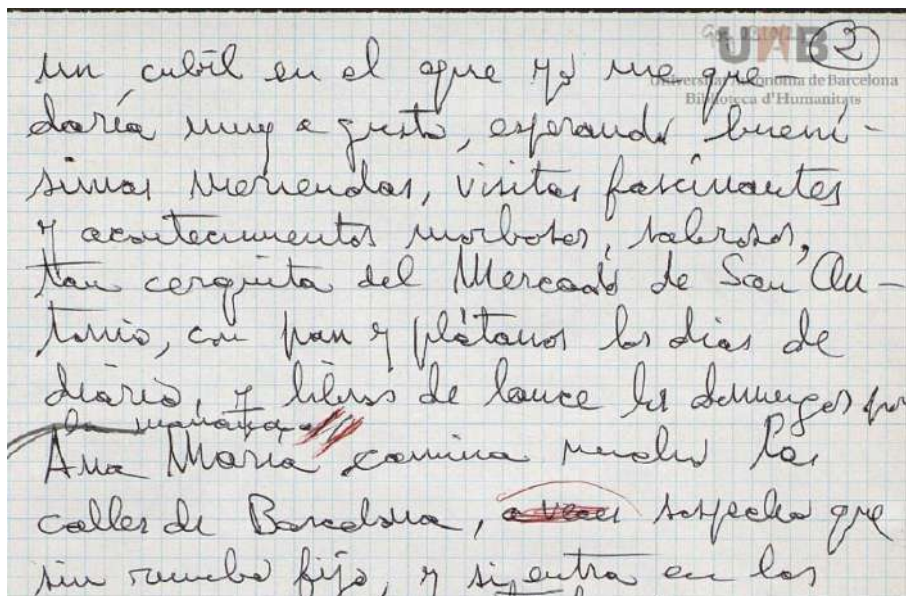 2
UAB
Universitat Autònoma de Barcelona
Biblioteca d'Humanitats
un cubil en el que yo me que-
daría muy a gusto, esperando buení-
simas meriendas, visitas fascinantes
y acontecimientos morbosos, sabrosos,
tan cerquita del Mercado de San An-
tonio, con pan y plátanos los dias de
diario, y libros de lance los domingos por
la mañana.
Ana María camina mucho las
calles de Barcelona, a veces sospecho que
sin rumbo fijo, y si entra en los